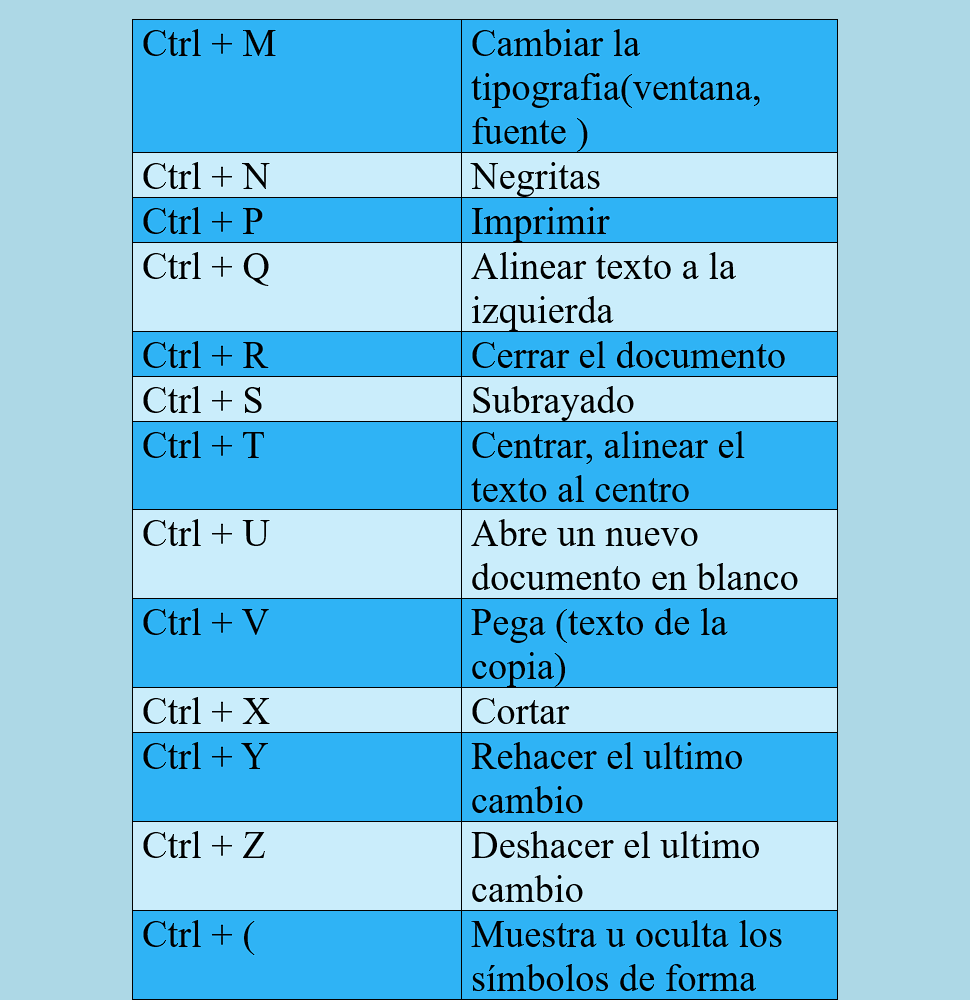 Ctrl + M
Cambiar la
tipografia(ventana,
fuente )
Ctrl + N
Negritas
Ctrl + P
Imprimir
Ctrl + Q
Alinear texto a la
izquierda
Ctrl + R
Cerrar el documento
Ctrl + S
Subrayado
Ctrl + T
Centrar, alinear el
texto al centro
Ctrl + U
Abre un nuevo
documento en blanco
Ctrl + V
Pega (texto de la
copia)
Ctrl + X
Cortar
Ctrl + Y
Rehacer el ultimo
cambio
Ctrl + Z
Deshacer el ultimo
cambio
Ctrl + (
Muestra u oculta los
símbolos de forma